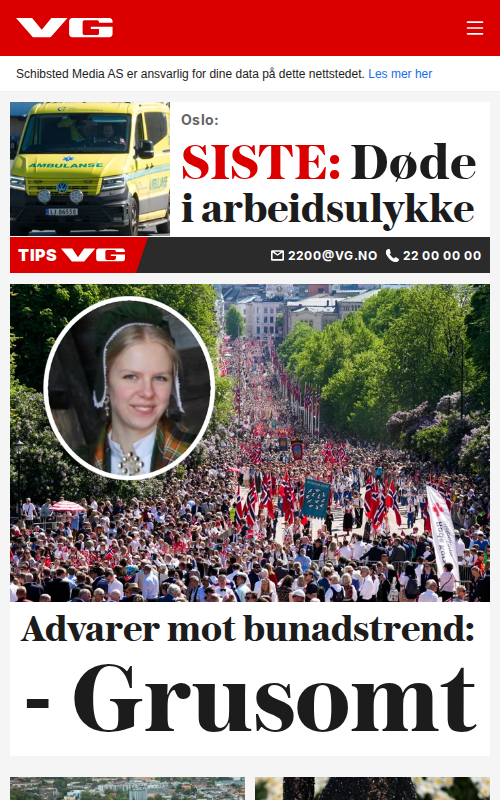 VG
Schibsted Media AS er ansvarlig for dine data på dette nettstedet. Les mer her
AMBULANSE
Oslo:
SISTE: Døde
i arbeidsulykke
TIPS VG
2200@VG.NO
22 00 00 00
Advarer mot bunadstrend:
- Grusomt